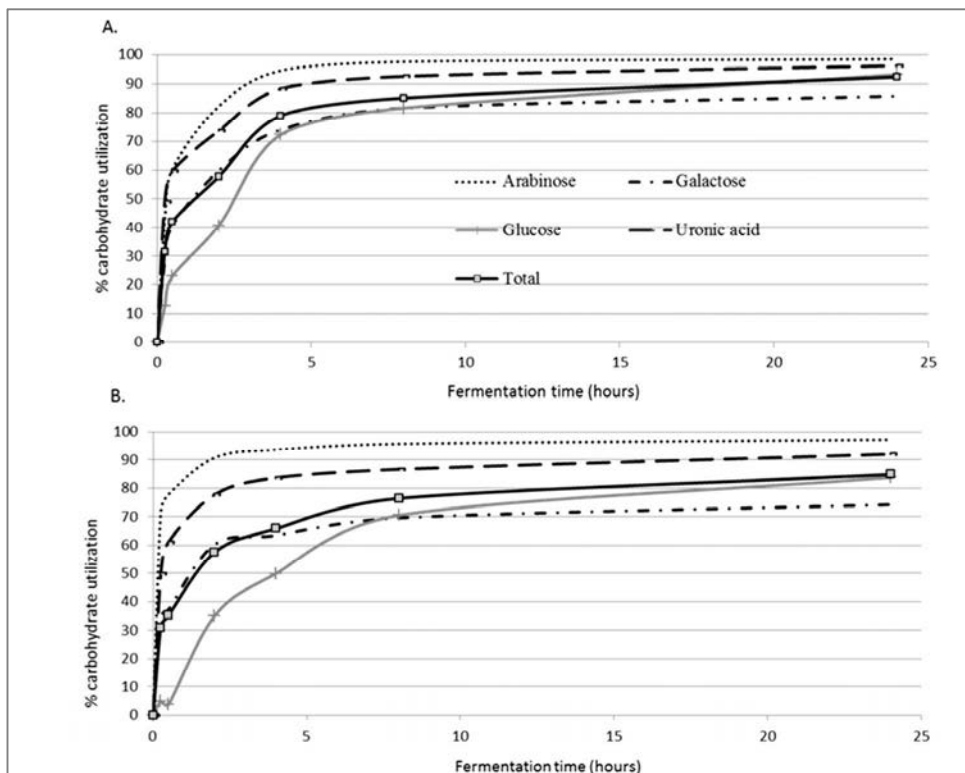 A.
% carbohydrate utilization
100
90
80
70
60
50
40
30
20
10
0
Arabinose Galactose
Glucose Uronic acid
Total
0 5 10 15 20 25
Fermentation time (hours)
B.
% carbohydrate utilization
100
90
80
70
60
50
40
30
20
10
0
0 5 10 15 20 25
Fermentation time (hours)